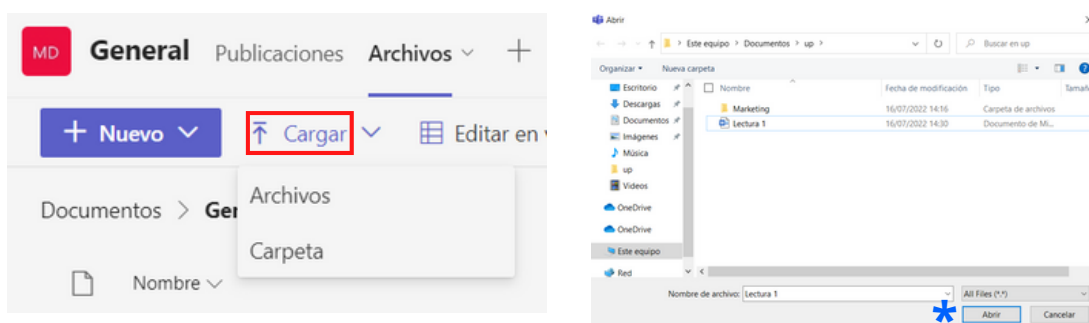 MD General Publicaciones Archivos
+ Nuevo Cargar Editar en
Archivos
Carpeta
Documentos > Ger
Nombre
Abrir
> Este equipo > Documentos > up >
Buscar en up
Organizar Nueva carpeta
Nombre Fecha de modificación Tipo Tamañ
Marketing 16/07/2022 14:16 Carpeta de archivos
Lectura 1 16/07/2022 14:30 Documento de Mi...
Escritorio
Descargas
Documentos
Imágenes
Música
up
Videos
OneDrive
OneDrive
Este equipo
Red
Nombre de archivo: Lectura 1 All Files (*.*)
* Abrir Cancelar